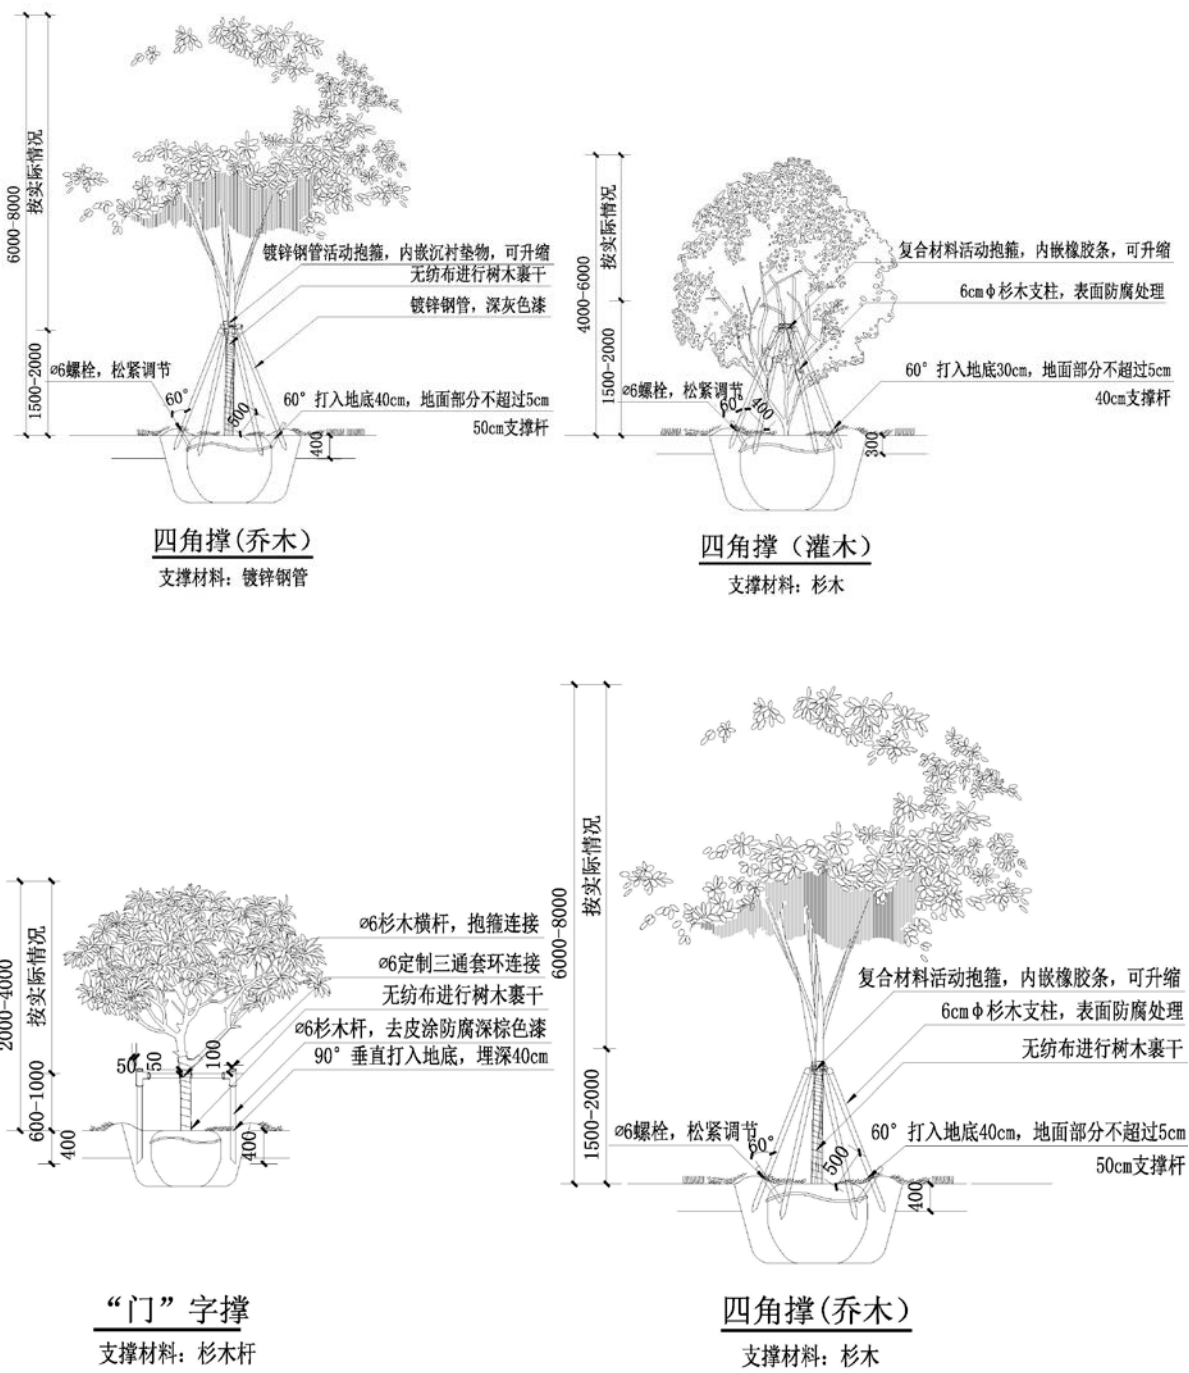 6000-8000
按实际情况
1500-2000
镀锌钢管活动抱箍，内嵌沉衬垫物，可升缩
无纺布进行树木裹干
镀锌钢管，深灰色漆
ø6螺栓，松紧调节
60°
500
60°打入地底40cm，地面部分不超过5cm
50cm支撑杆
400
四角撑(乔木)
支撑材料：镀锌钢管
4000-6000
按实际情况
1500-2000
复合材料活动抱箍，内嵌橡胶条，可升缩
6cmφ杉木支柱，表面防腐处理
ø6螺栓，松紧调节
60°
400
60°打入地底30cm，地面部分不超过5cm
40cm支撑杆
300
四角撑（灌木）
支撑材料：杉木
2000-4000
按实际情况
600-1000
400
50
50
100
400
ø6杉木横杆，抱箍连接
ø6定制三通套环连接
无纺布进行树木裹干
ø6杉木杆，去皮涂防腐深棕色漆
90°垂直打入地底，埋深40cm
“门”字撑
支撑材料：杉木杆
6000-8000
按实际情况
1500-2000
复合材料活动抱箍，内嵌橡胶条，可升缩
6cmφ杉木支柱，表面防腐处理
无纺布进行树木裹干
ø6螺栓，松紧调节
60°
500
60°打入地底40cm，地面部分不超过5cm
50cm支撑杆
400
四角撑(乔木)
支撑材料：杉木